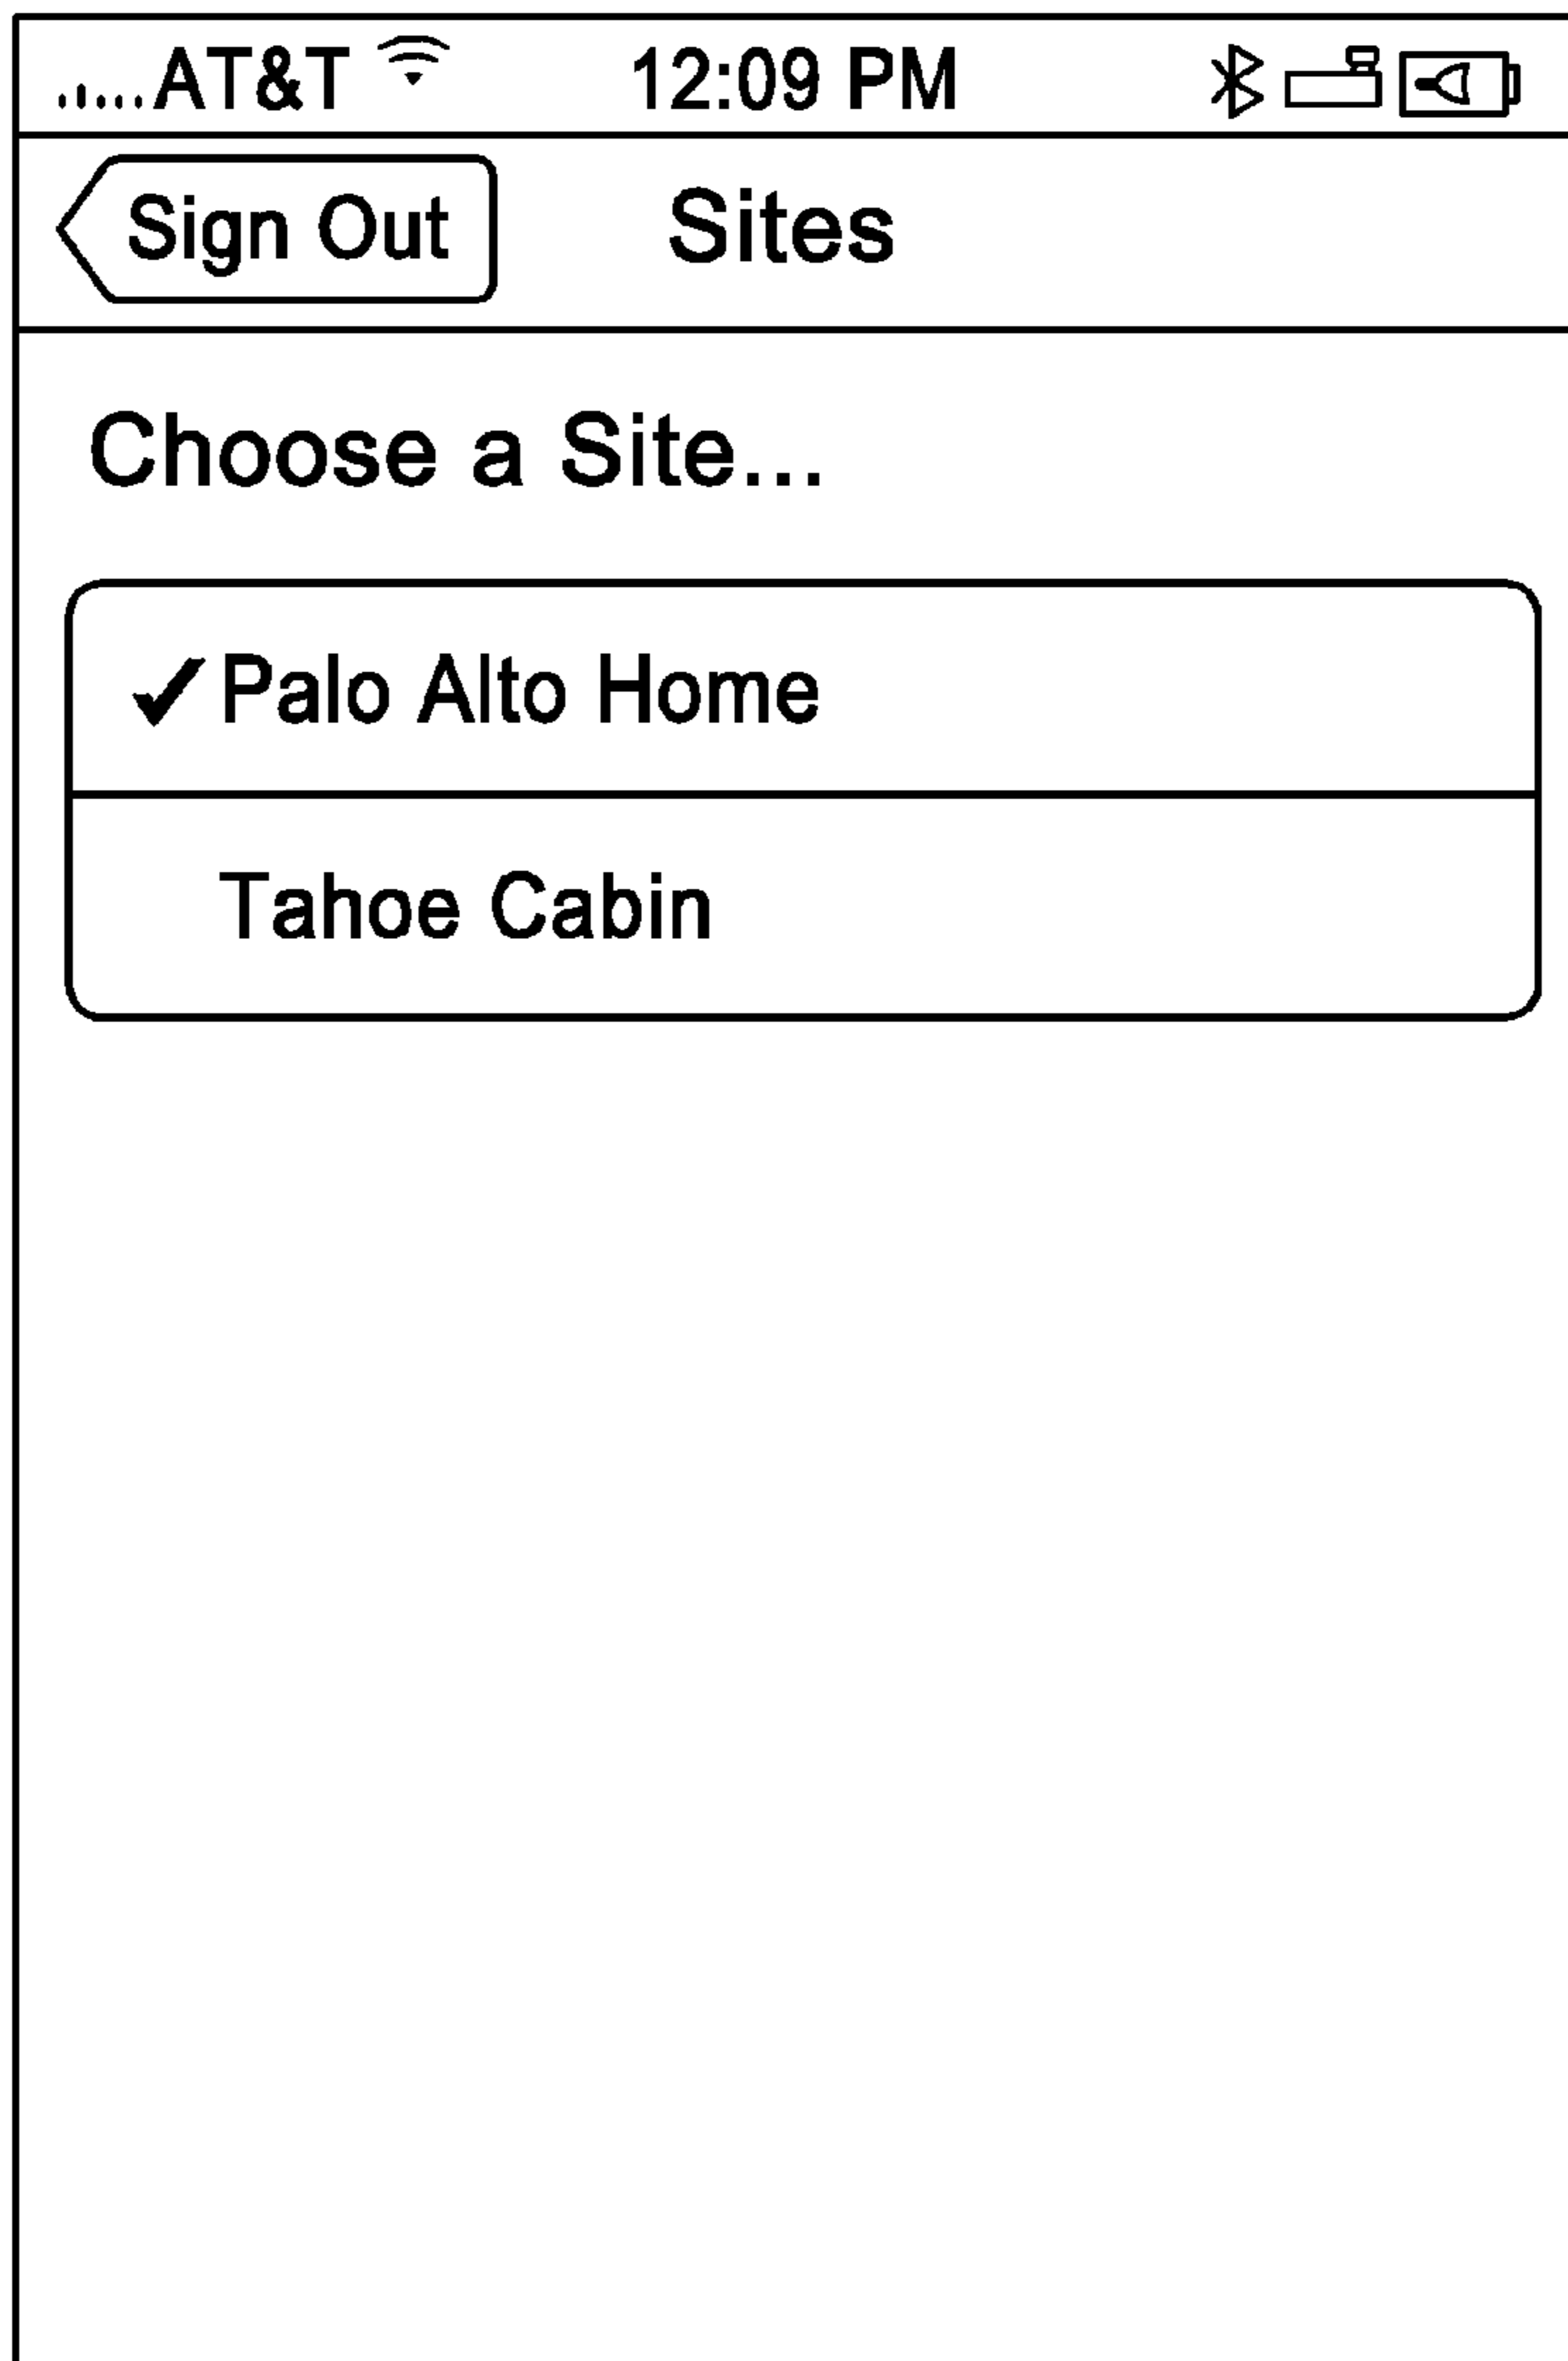 AT&T 12:09 PM
Sign Out Sites
Choose a Site...
✓ Palo Alto Home
Tahoe Cabin